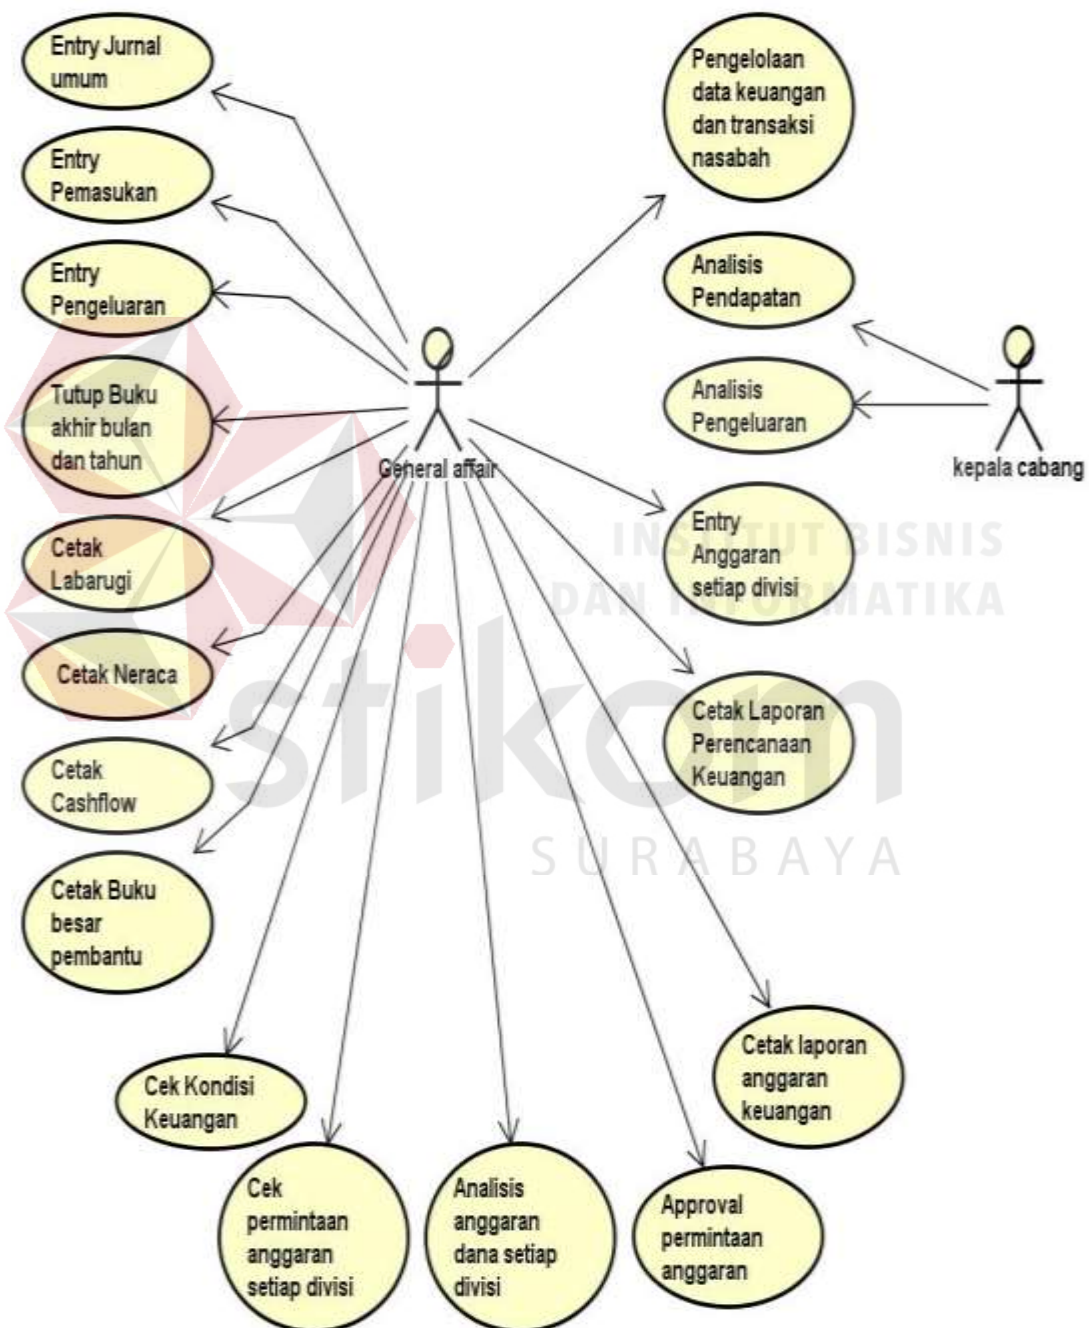 Entry Jurnal
umum
Entry
Pemasukan
Entry
Pengeluaran
Tutup Buku
akhir bulan
dan tahun
Cetak
Labarugi
Cetak Neraca
Cetak
Cashflow
Cetak Buku
besar
pembantu
General affair
Pengelolaan
data keuangan
dan transaksi
nasabah
Analisis
Pendapatan
Analisis
Pengeluaran
kepala cabang
Entry
Anggaran
setiap divisi
Cetak Laporan
Perencanaan
Keuangan
INSTITUT BISNIS
DAN INFORMATIKA
stikom
SURABAYA
Cetak laporan
anggaran
keuangan
Cek Kondisi
Keuangan
Cek
permintaan
anggaran
setiap divisi
Analisis
anggaran
dana setiap
divisi
Approval
permintaan
anggaran